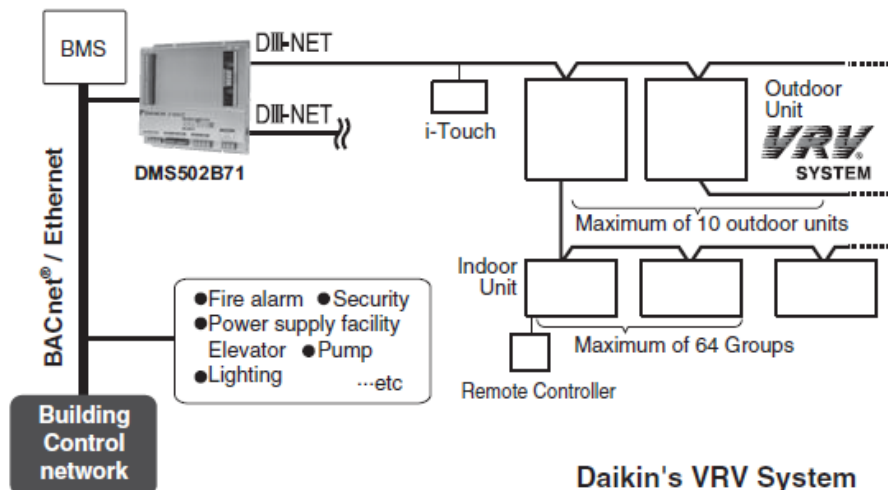 BMS
DIII-NET
DIII-NET
DMS502B71
i-Touch
Outdoor
Unit
VRV
SYSTEM
Maximum of 10 outdoor units
BACnet® / Ethernet
Indoor
Unit
●Fire alarm ●Security
●Power supply facility
Elevator ●Pump
●Lighting ···etc
Maximum of 64 Groups
Remote Controller
Building
Control
network
Daikin's VRV System